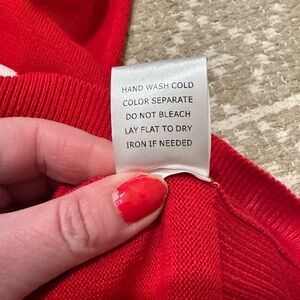 HAND WASH COLD
COLOR SEPARATE
DO NOT BLEACH
LAY FLAT TO DRY
IRON IF NEEDED